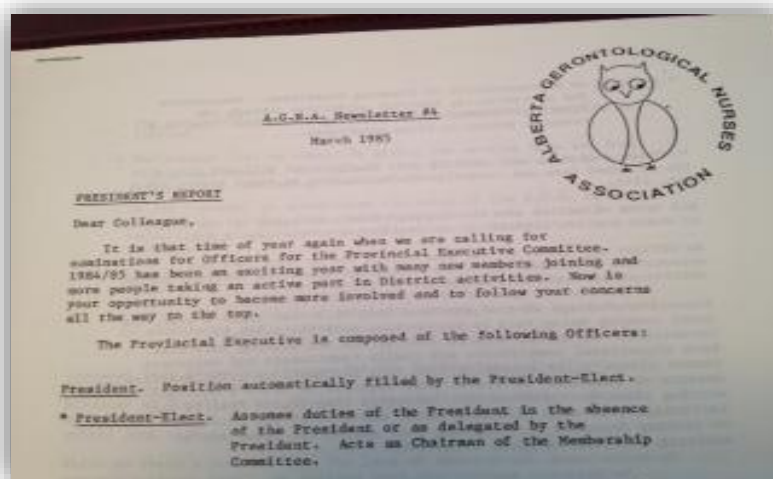 A.G.N.A. Newsletter #4
March 1985
ALBERTA GERONTOLOGICAL NURSES ASSOCIATION
PRESIDENT'S REPORT
Dear Colleague,
It is that time of year again when we are calling for
nominations for Officers for the Provincial Executive Committee.
1984/85 has been an exciting year with many new members joining and
more people taking an active part in District activities. Now is
your opportunity to become more involved and to follow your concerns
all the way to the top.
The Provincial Executive is composed of the following Officers:
President. Position automatically filled by the President-Elect.
* President-Elect. Assumes duties of the President in the absence
of the President or as delegated by the
President. Acts as Chairman of the Membership
Committee.